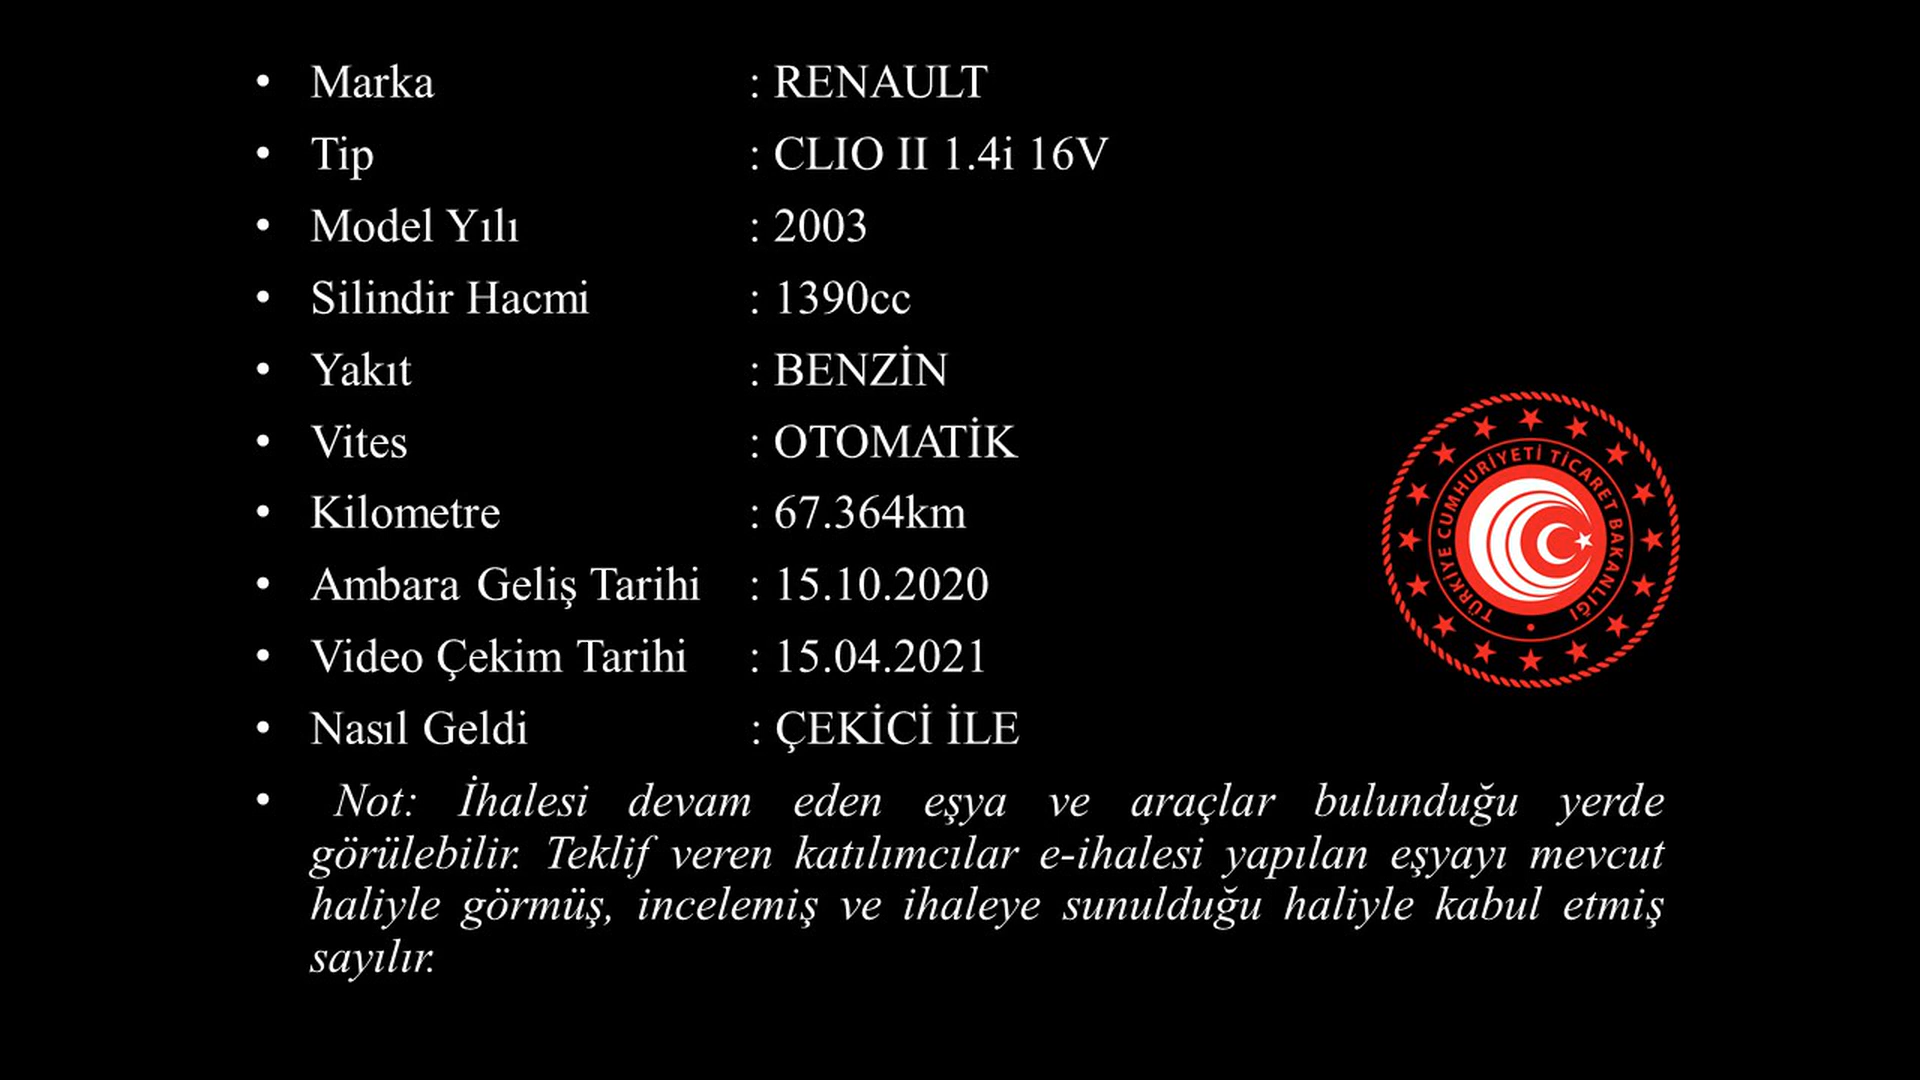 • Marka : RENAULT
• Tip : CLIO II 1.4i 16V
• Model Yılı : 2003
• Silindir Hacmi : 1390cc
• Yakıt : BENZİN
• Vites : OTOMATİK
• Kilometre : 67.364km
• Ambara Geliş Tarihi : 15.10.2020
• Video Çekim Tarihi : 15.04.2021
• Nasıl Geldi : ÇEKİCİ İLE
• Not: İhalesi devam eden eşya ve araçlar bulunduğu yerde
görülebilir. Teklif veren katılımcılar e-ihalesi yapılan eşyayı mevcut
haliyle görmüş, incelemiş ve ihaleye sunulduğu haliyle kabul etmiş
sayılır.
TÜRKİYE CUMHURİYETİ TİCARET BAKANLIĞI